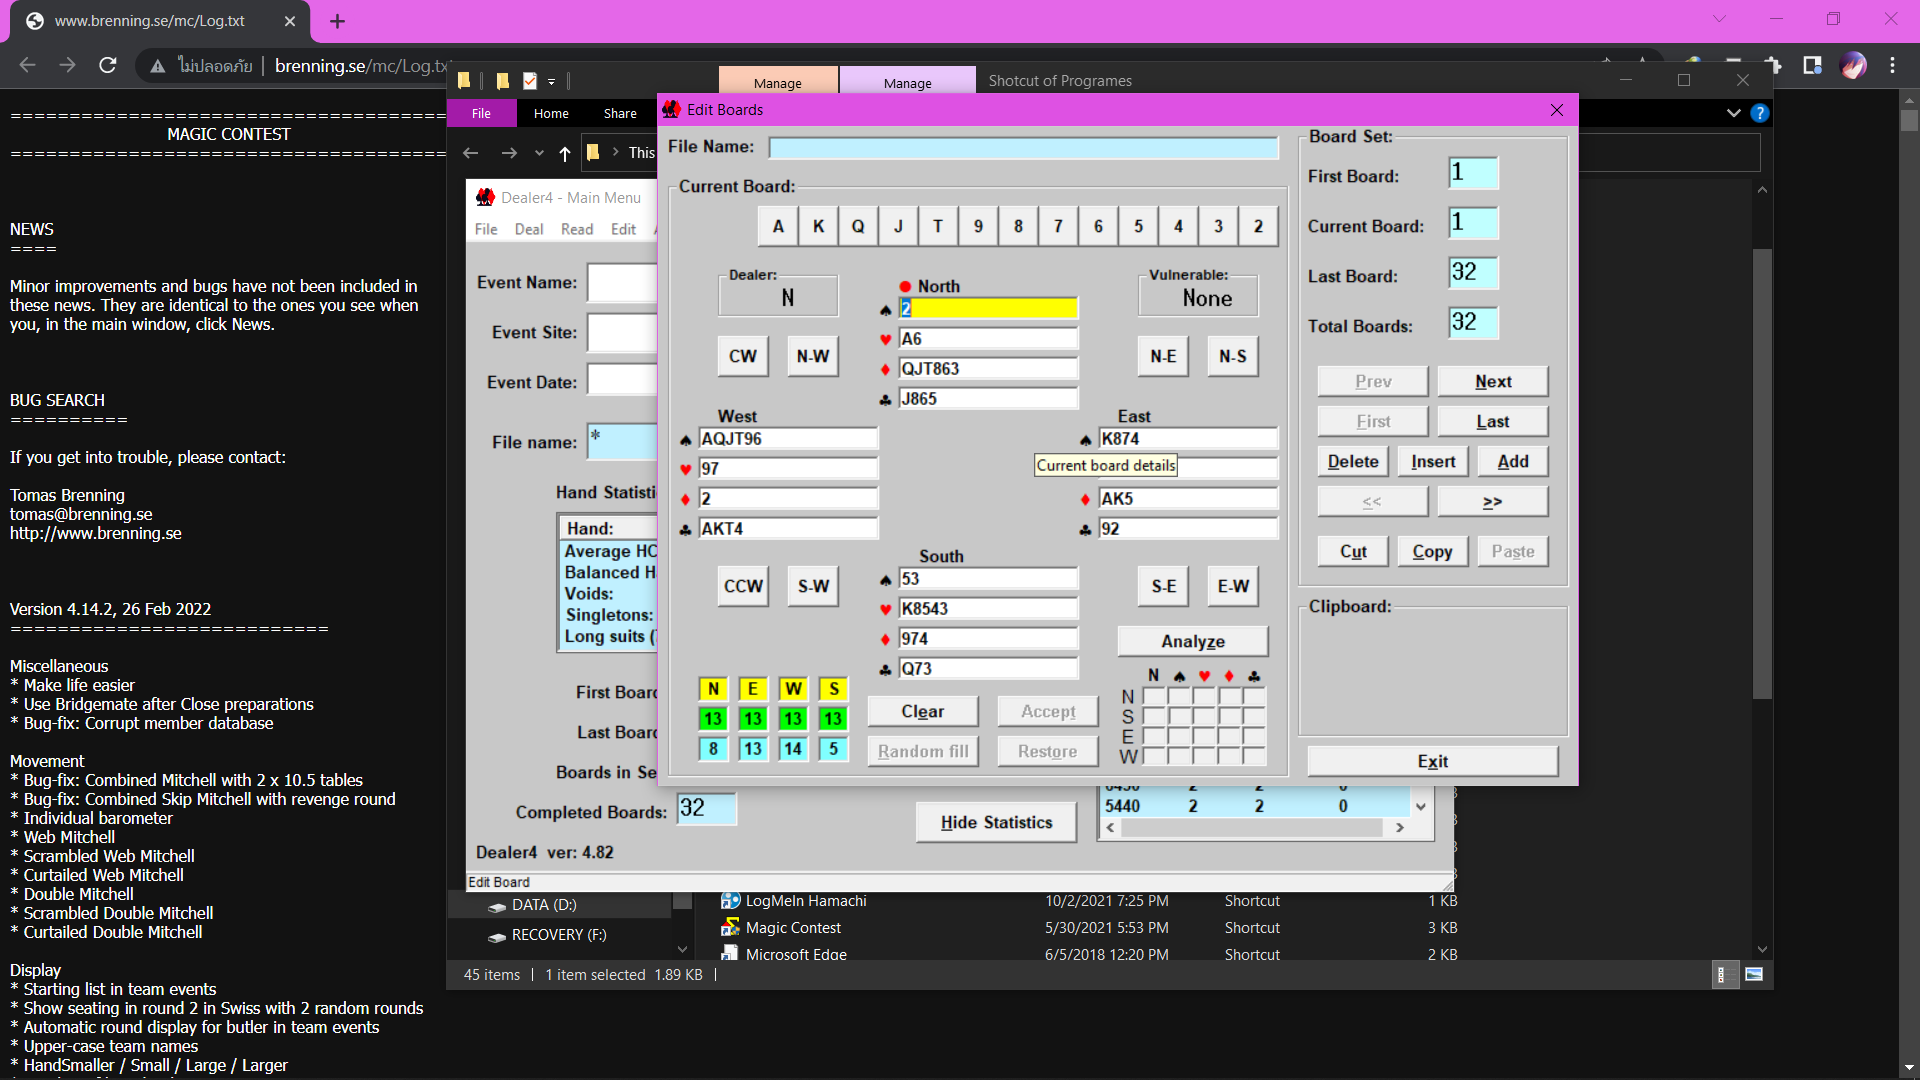 www.brenning.se/mc/Log.txt
ไม่ปลอดภัย
brenning.se/mc/Log.txt
MAGIC CONTEST
NEWS
Minor improvements and bugs have not been included in
these news. They are identical to the ones you see when
you, in the main window, click News.
BUG SEARCH
If you get into trouble, please contact:
Tomas Brenning
tomas@brenning.se
http://www.brenning.se
Version 4.14.2, 26 Feb 2022
Miscellaneous
* Make life easier
* Use Bridgemate after Close preparations
* Bug-fix: Corrupt member database
Movement
* Bug-fix: Combined Mitchell with 2 x 10.5 tables
* Bug-fix: Combined Skip Mitchell with revenge round
* Individual barometer
* Web Mitchell
* Scrambled Web Mitchell
* Curtailed Web Mitchell
* Double Mitchell
* Scrambled Double Mitchell
* Curtailed Double Mitchell
Display
* Starting list in team events
* Show seating in round 2 in Swiss with 2 random rounds
* Automatic round display for butler in team events
* Upper-case team names
* HandSmaller / Small / Large / Larger
Manage
Manage
Shotcut of Programes
File
Home
Share
This
Dealer4 - Main Menu
File Deal Read Edit
Event Name:
Event Site:
Event Date:
File name: *
Hand Statisti
Hand:
Average HC
Balanced H
Voids:
Singletons:
Long suits (
First Board
Last Board
Boards in Se
Completed Boards: 32
Dealer4 ver: 4.82
Edit Board
Hide Statistics
5440 2 2 0
Edit Boards
File Name:
Current Board:
A K Q J T 9 8 7 6 5 4 3 2
Dealer:
N
North
♠ 2
♥ A6
♦ QJT863
♣ J865
Vulnerable:
None
CW
N-W
N-E
N-S
West
♠ AQJT96
♥ 97
♦ 2
♣ AKT4
East
♠ K874
Current board details
♦ AK5
♣ 92
South
♠ 53
♥ K8543
♦ 974
♣ Q73
CCW
S-W
S-E
E-W
Analyze
N ♠ ♥ ♦ ♣
N
S
E
W
N E W S
13 13 13 13
8 13 14 5
Clear
Accept
Random fill
Restore
Board Set:
First Board: 1
Current Board: 1
Last Board: 32
Total Boards: 32
Prev
Next
First
Last
Delete
Insert
Add
<<
>>
Cut
Copy
Paste
Clipboard:
Exit
DATA (D:)
RECOVERY (F:)
LogMeIn Hamachi 10/2/2021 7:25 PM Shortcut 1 KB
Magic Contest 5/30/2021 5:53 PM Shortcut 3 KB
Microsoft Edge 6/5/2018 12:20 PM Shortcut 2 KB
45 items
1 item selected 1.89 KB